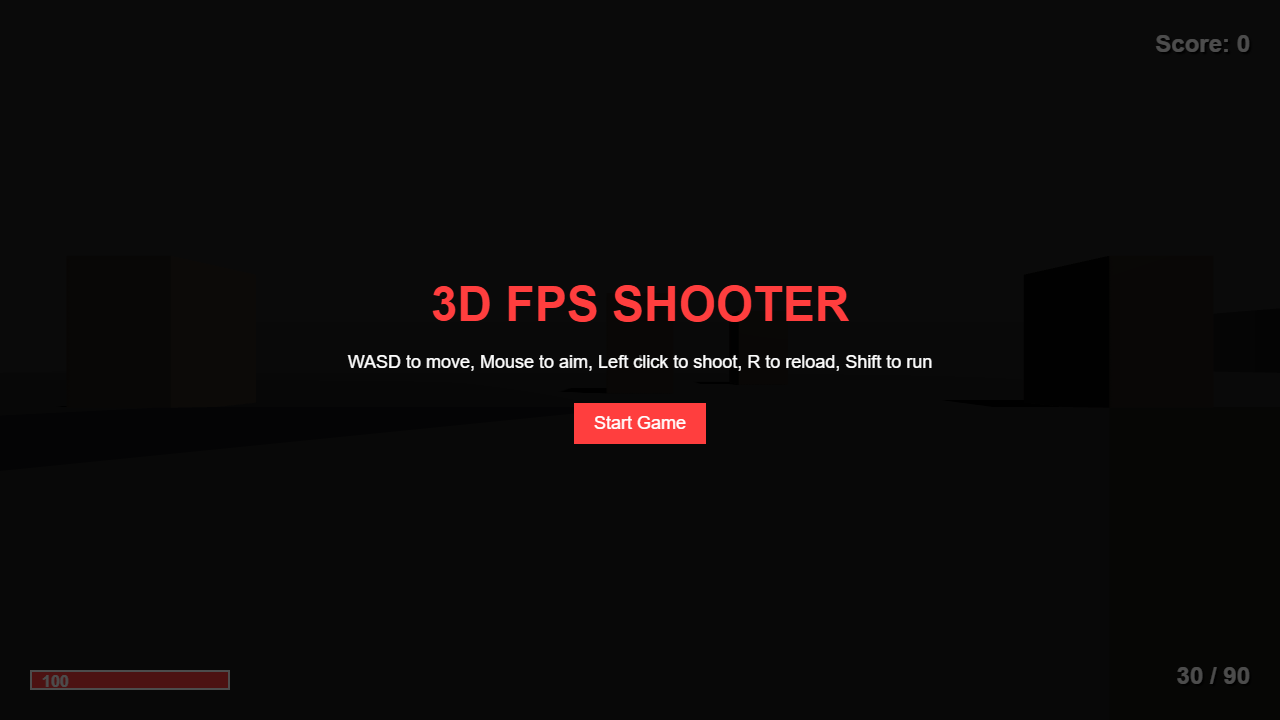 Score: 0
3D FPS SHOOTER
WASD to move, Mouse to aim, Left click to shoot, R to reload, Shift to run
Start Game
100
30 / 90